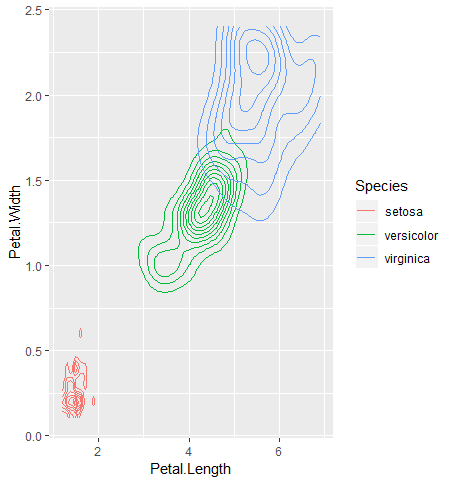 2.5
2.0
1.5
1.0
0.5
0.0
Petal.Width
2 4 6
Petal.Length
Species
setosa
versicolor
virginica